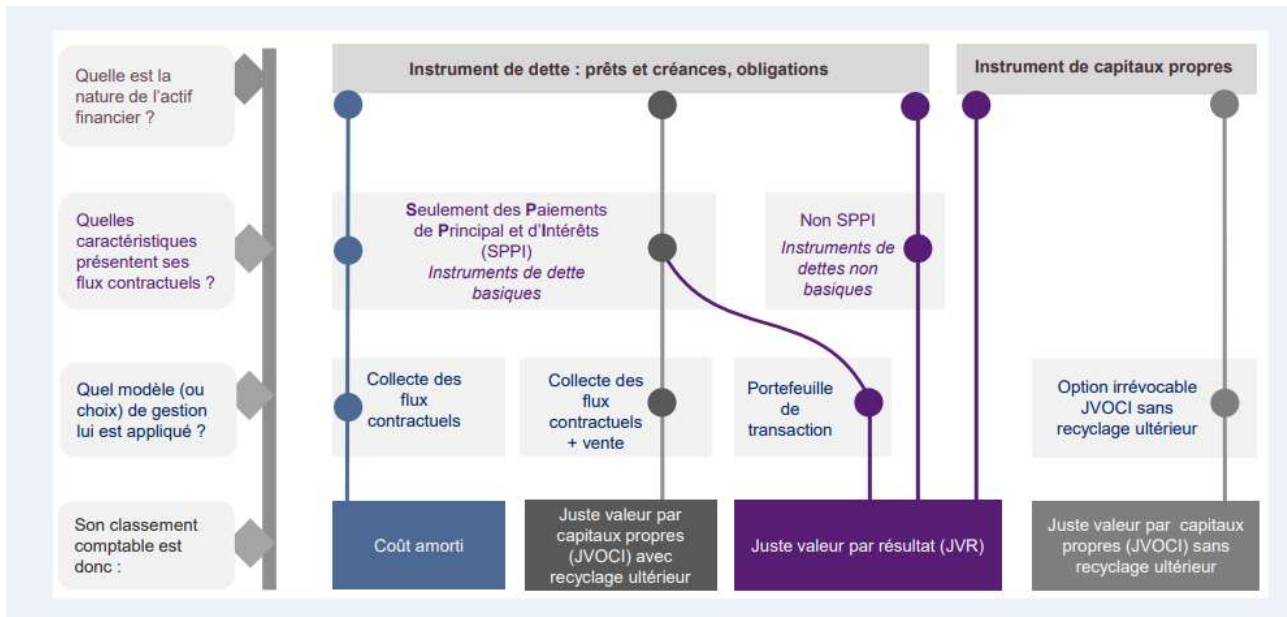 Quelle est la
nature de l'actif
financier ?
Instrument de dette : prêts et créances, obligations
Instrument de capitaux propres
Quelles
caractéristiques
présentent ses
flux contractuels ?
Seulement des Paiements
de Principal et d'Intérêts
(SPPI)
Instruments de dette
basiques
Non SPPI
Instruments de
dettes non
basiques
Quel modèle (ou
choix) de gestion
lui est appliqué ?
Collecte des
flux
contractuels
Collecte des
flux
contractuels
+ vente
Portefeuille
de
transaction
Option irrévocable
JVOCI sans
recyclage ultérieur
Son classement
comptable est
donc :
Coût amorti
Juste valeur par
capitaux propres
(JVOCI) avec
recyclage ultérieur
Juste valeur par résultat (JVR)
Juste valeur par capitaux
propres (JVOCI) sans
recyclage ultérieur